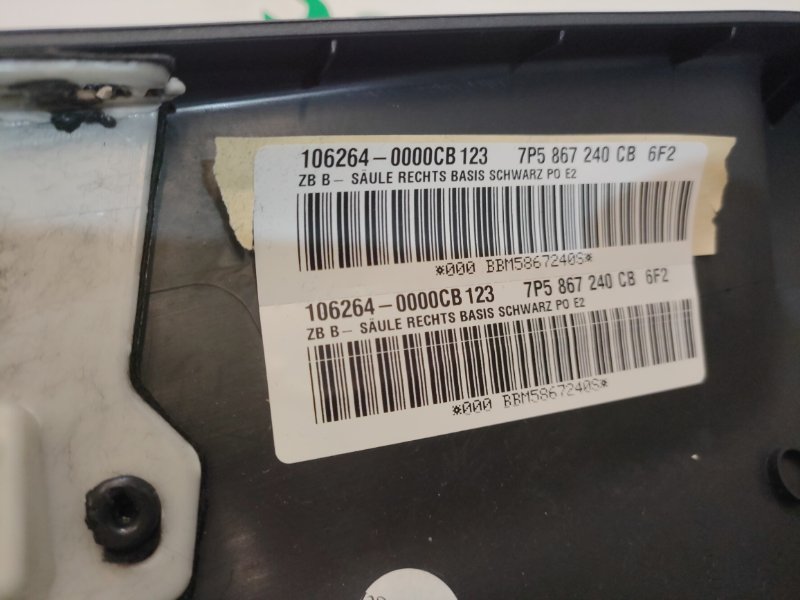 106264-0000CB 123 7P5 867 240 CB 6F2
ZB B- SÄULE RECHTS BASIS SCHWARZ PO E2
*000 BBM5867240S*
106264-0000CB 123 7P5 867 240 CB 6F2
ZB B- SÄULE RECHTS BASIS SCHWARZ PO E2
*000 BBM5867240S*